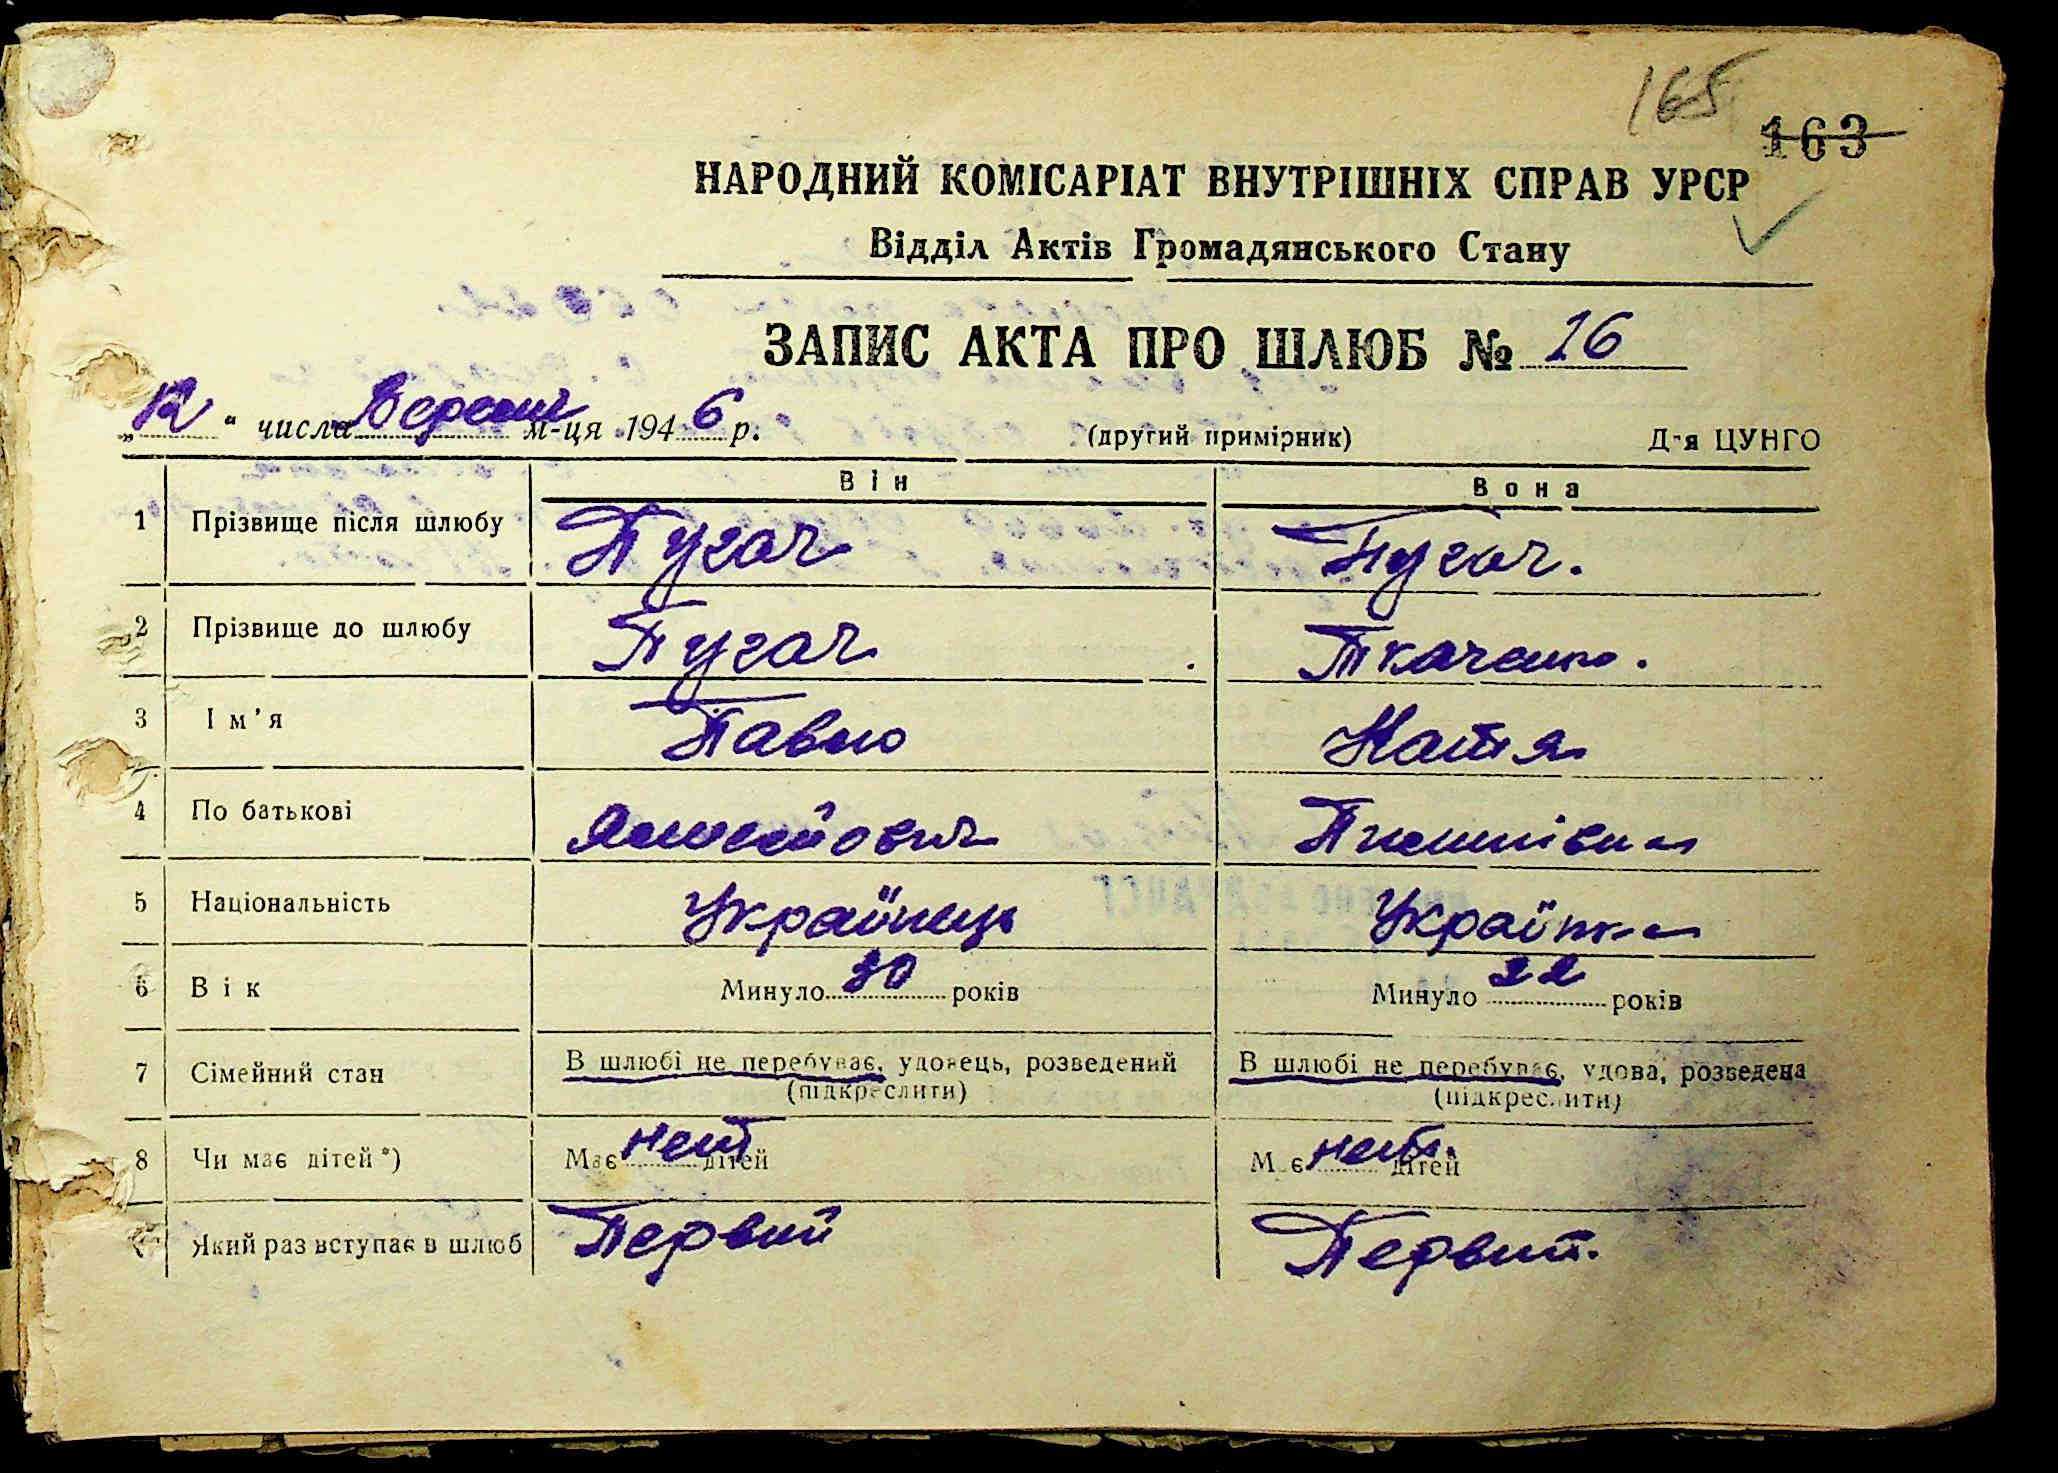 165
163
НАРОДНИЙ КОМІСАРІАТ ВНУТРІШНІХ СПРАВ УРСР
Відділ Актів Громадянського Стану
ЗАПИС АКТА ПРО ШЛЮБ № 16
„12“ числа Вересня м-ця 1946 р. (другий примірник) Д-я ЦУНГО
Він Вона
1 Прізвище після шлюбу Пугач Пугач.
2 Прізвище до шлюбу Пугач Ткаченко.
3 Ім'я Павло Катя
4 По батькові
5 Національність Українець Українка
6 Вік Минуло 30 років Минуло 22 років
7 Сімейний стан В шлюбі не перебуває, удовець, розведений В шлюбі не перебуває, удова, розведена
(підкреслити) (підкреслити)
8 Чи має дітей*) Має нет дітей Має нет. дітей
Який раз вступає в шлюб Первий Первий.